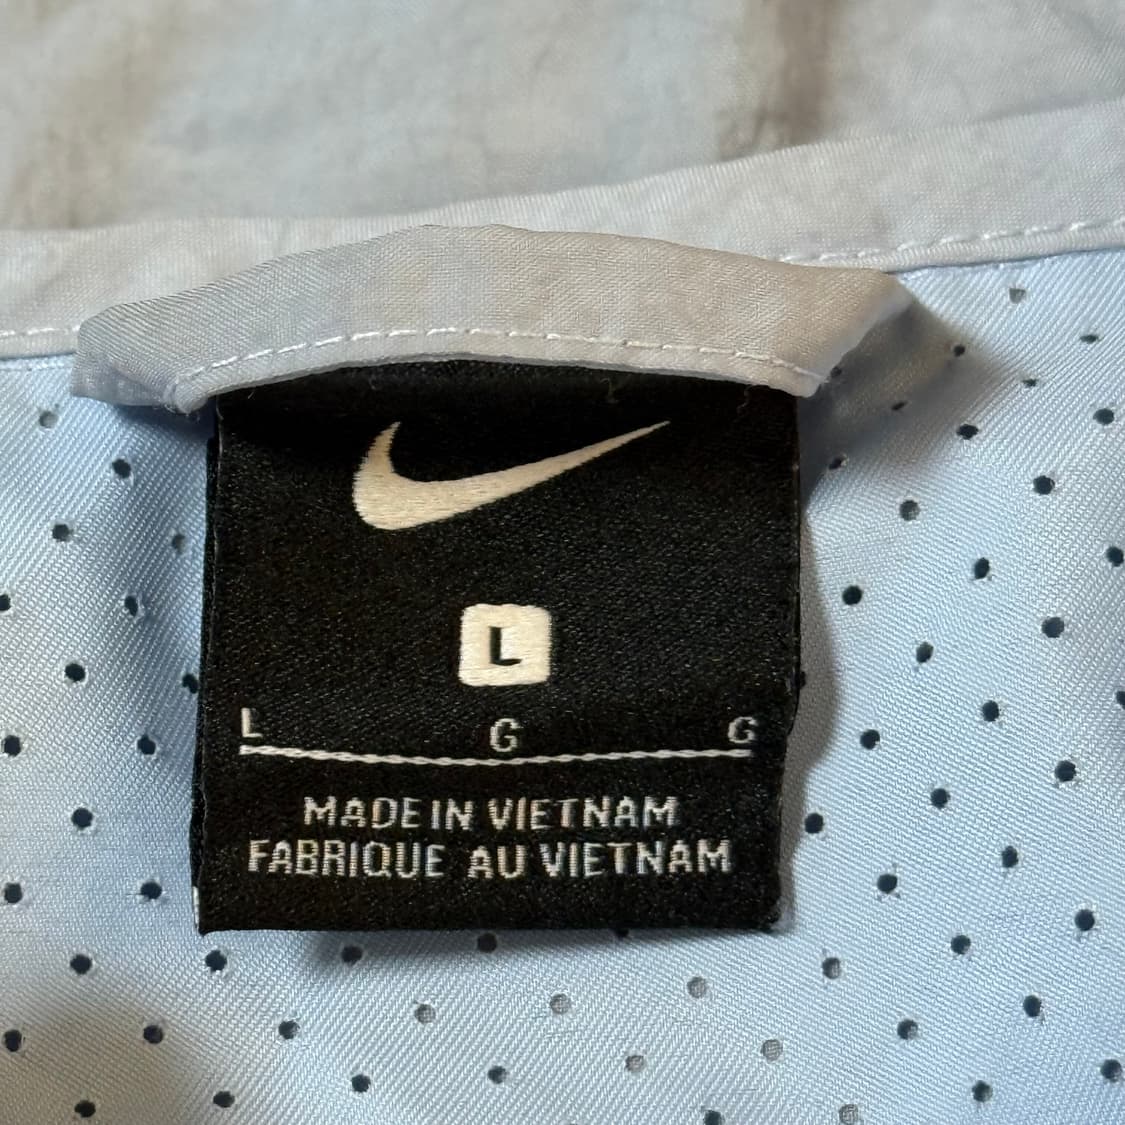 L
L G G
MADE IN VIETNAM
FABRIQUE AU VIETNAM